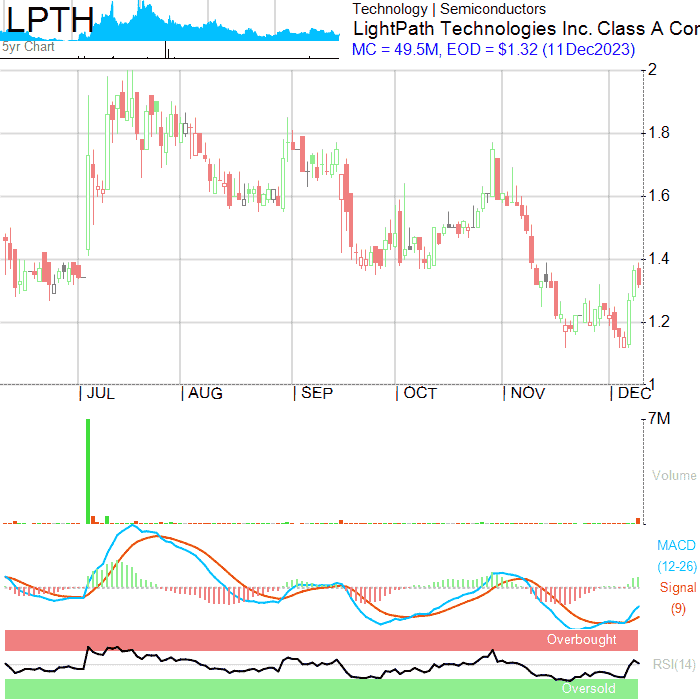 LPTH
5yr Chart
Technology | Semiconductors
LightPath Technologies Inc. Class A Cor
MC = 49.5M, EOD = $1.32 (11Dec2023)
2
1.8
1.6
1.4
1.2
1
JUL AUG SEP OCT NOV DEC
7M
Volume
MACD
(12-26)
Signal
(9)
Overbought
RSI(14)
Oversold